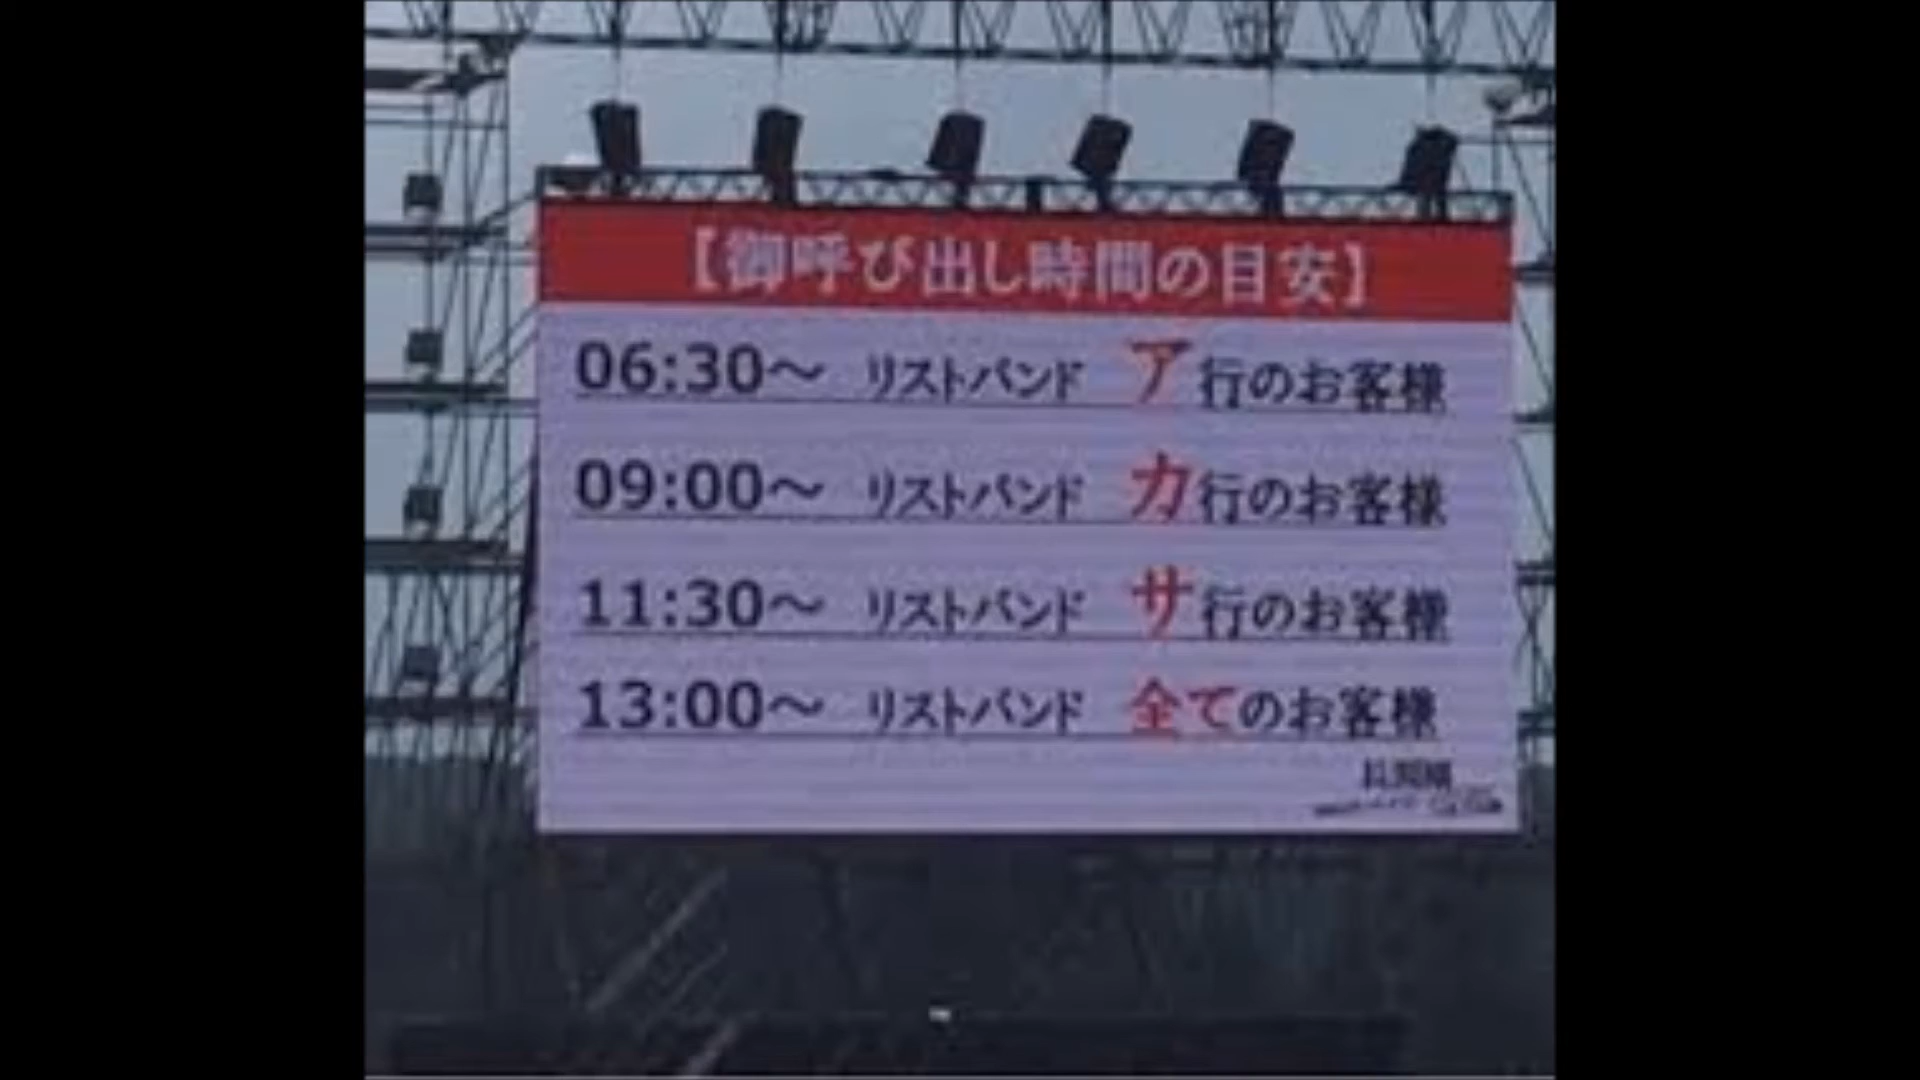 【御呼び出し時間の目安】
06:30～ リストバンド ア行のお客様
09:00～ リストバンド カ行のお客様
11:30～ リストバンド サ行のお客様
13:00～ リストバンド 全てのお客様